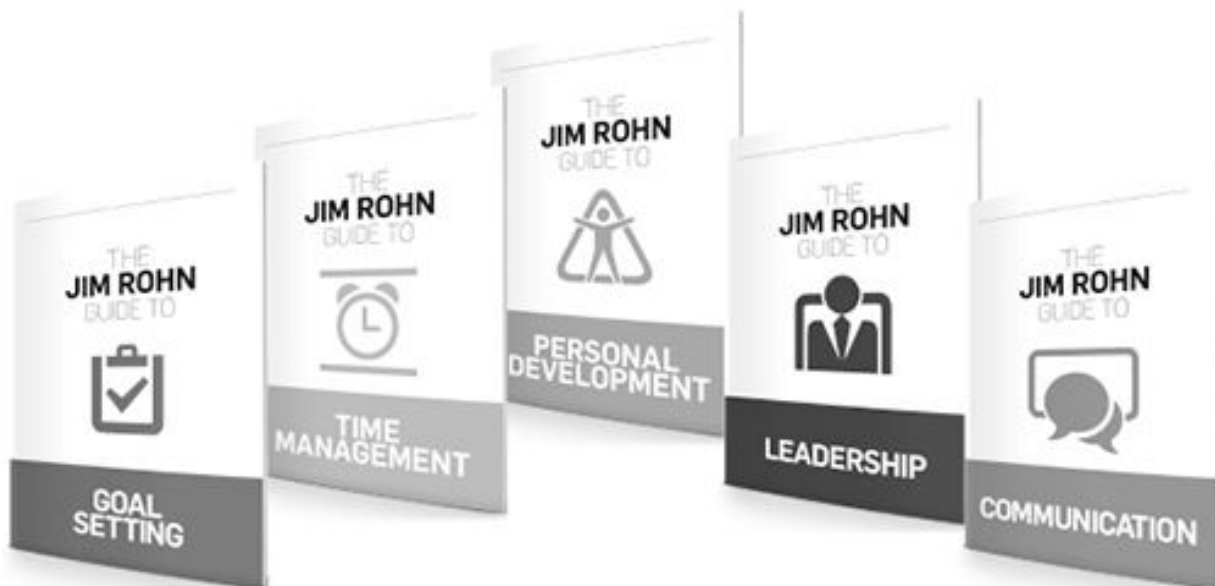 THE
JIM ROHN
GUIDE TO
GOAL
SETTING
THE
JIM ROHN
GUIDE TO
TIME
MANAGEMENT
THE
JIM ROHN
GUIDE TO
PERSONAL
DEVELOPMENT
THE
JIM ROHN
GUIDE TO
LEADERSHIP
THE
JIM ROHN
GUIDE TO
COMMUNICATION